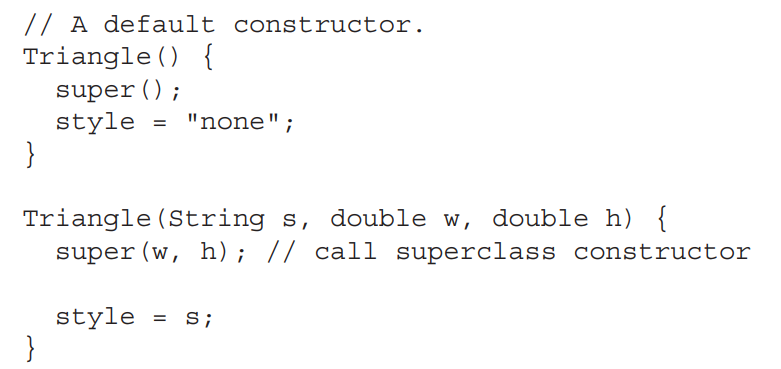 // A default constructor.
Triangle() {
  super();
  style = "none";
}

Triangle(String s, double w, double h) {
  super(w, h); // call superclass constructor

  style = s;
}